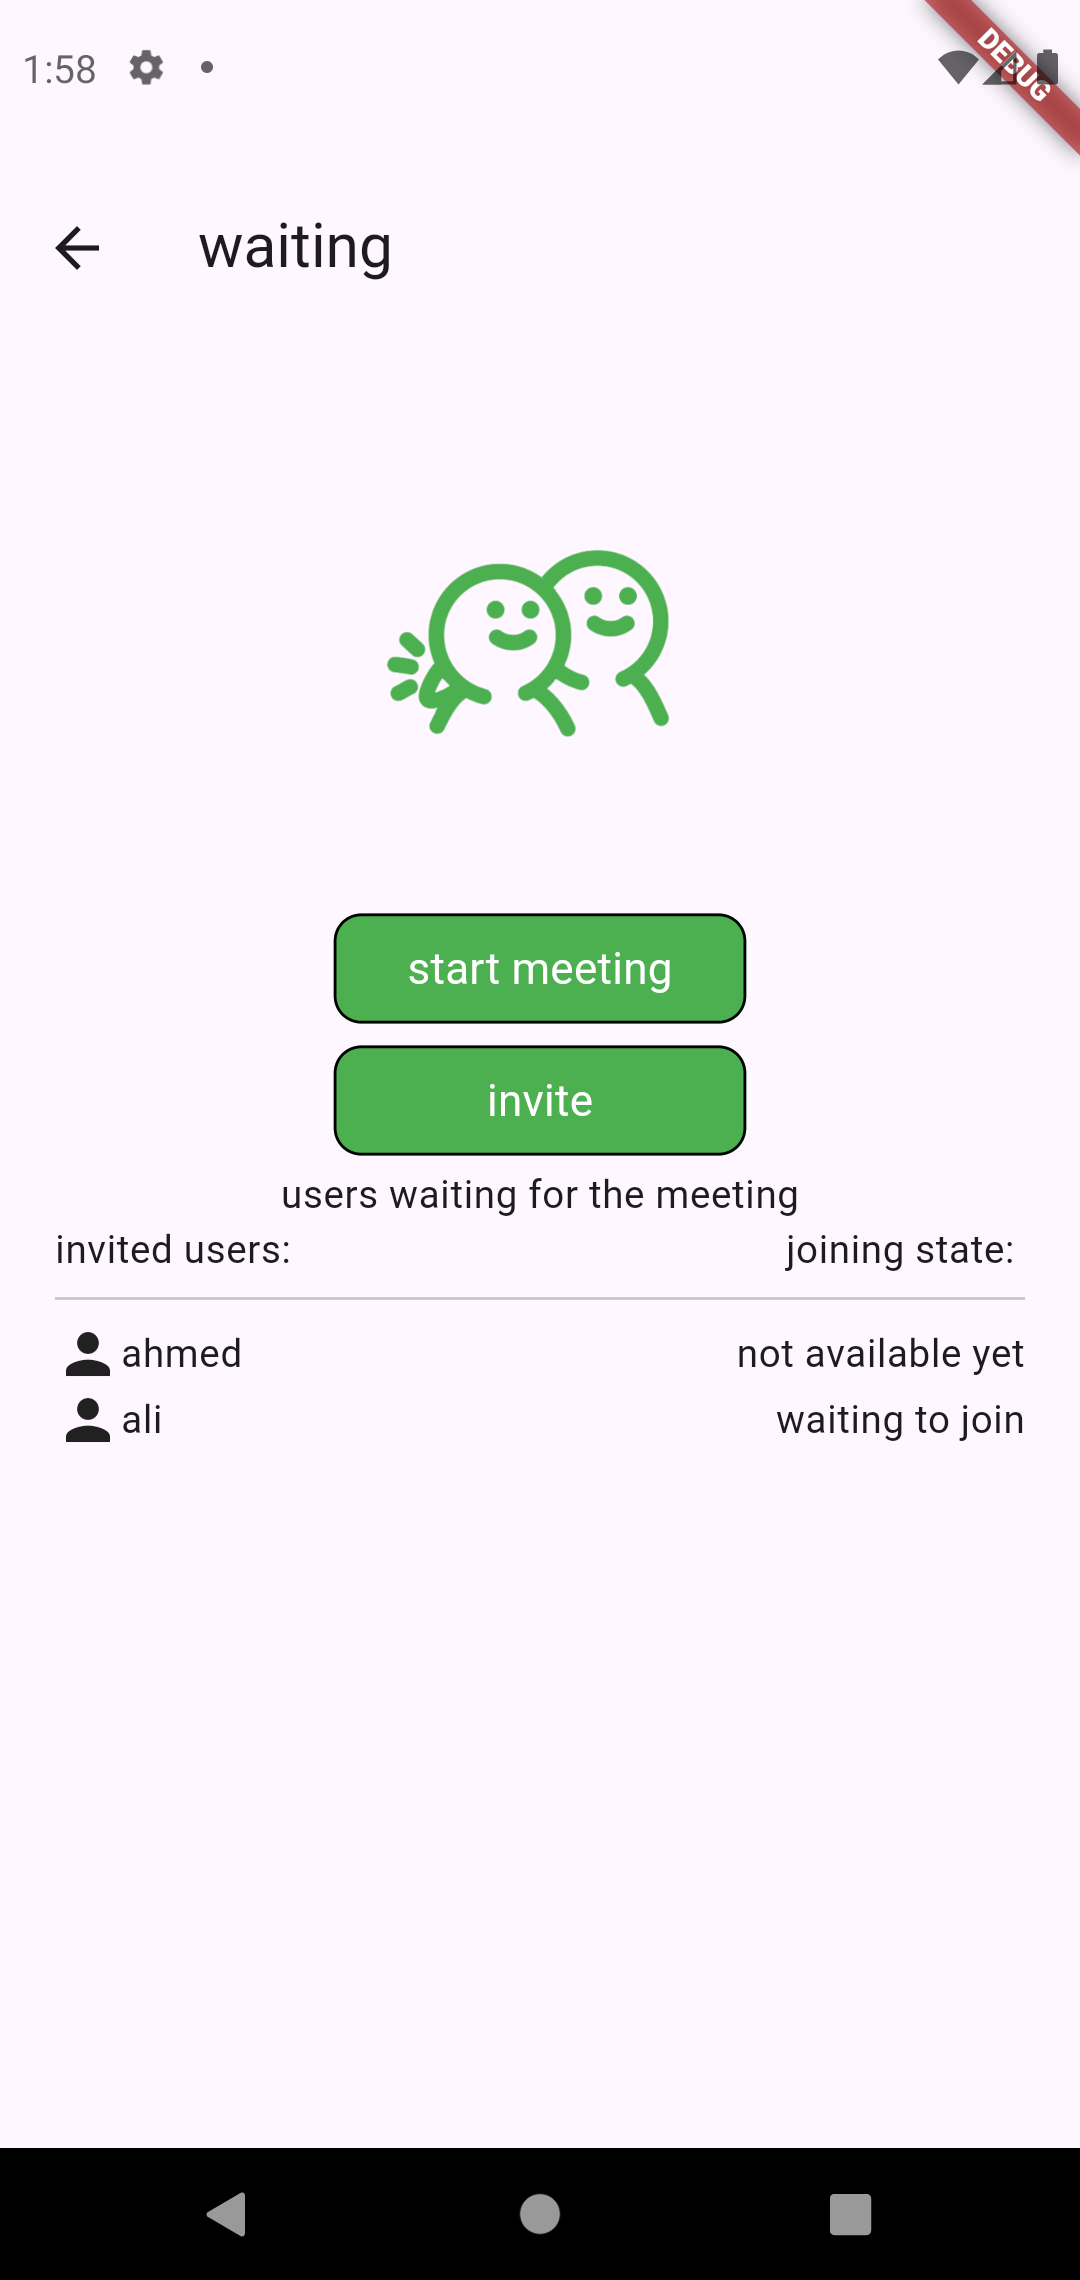 1:58
DEBUG
waiting
start meeting
invite
users waiting for the meeting
invited users: joining state:
ahmed not available yet
ali waiting to join